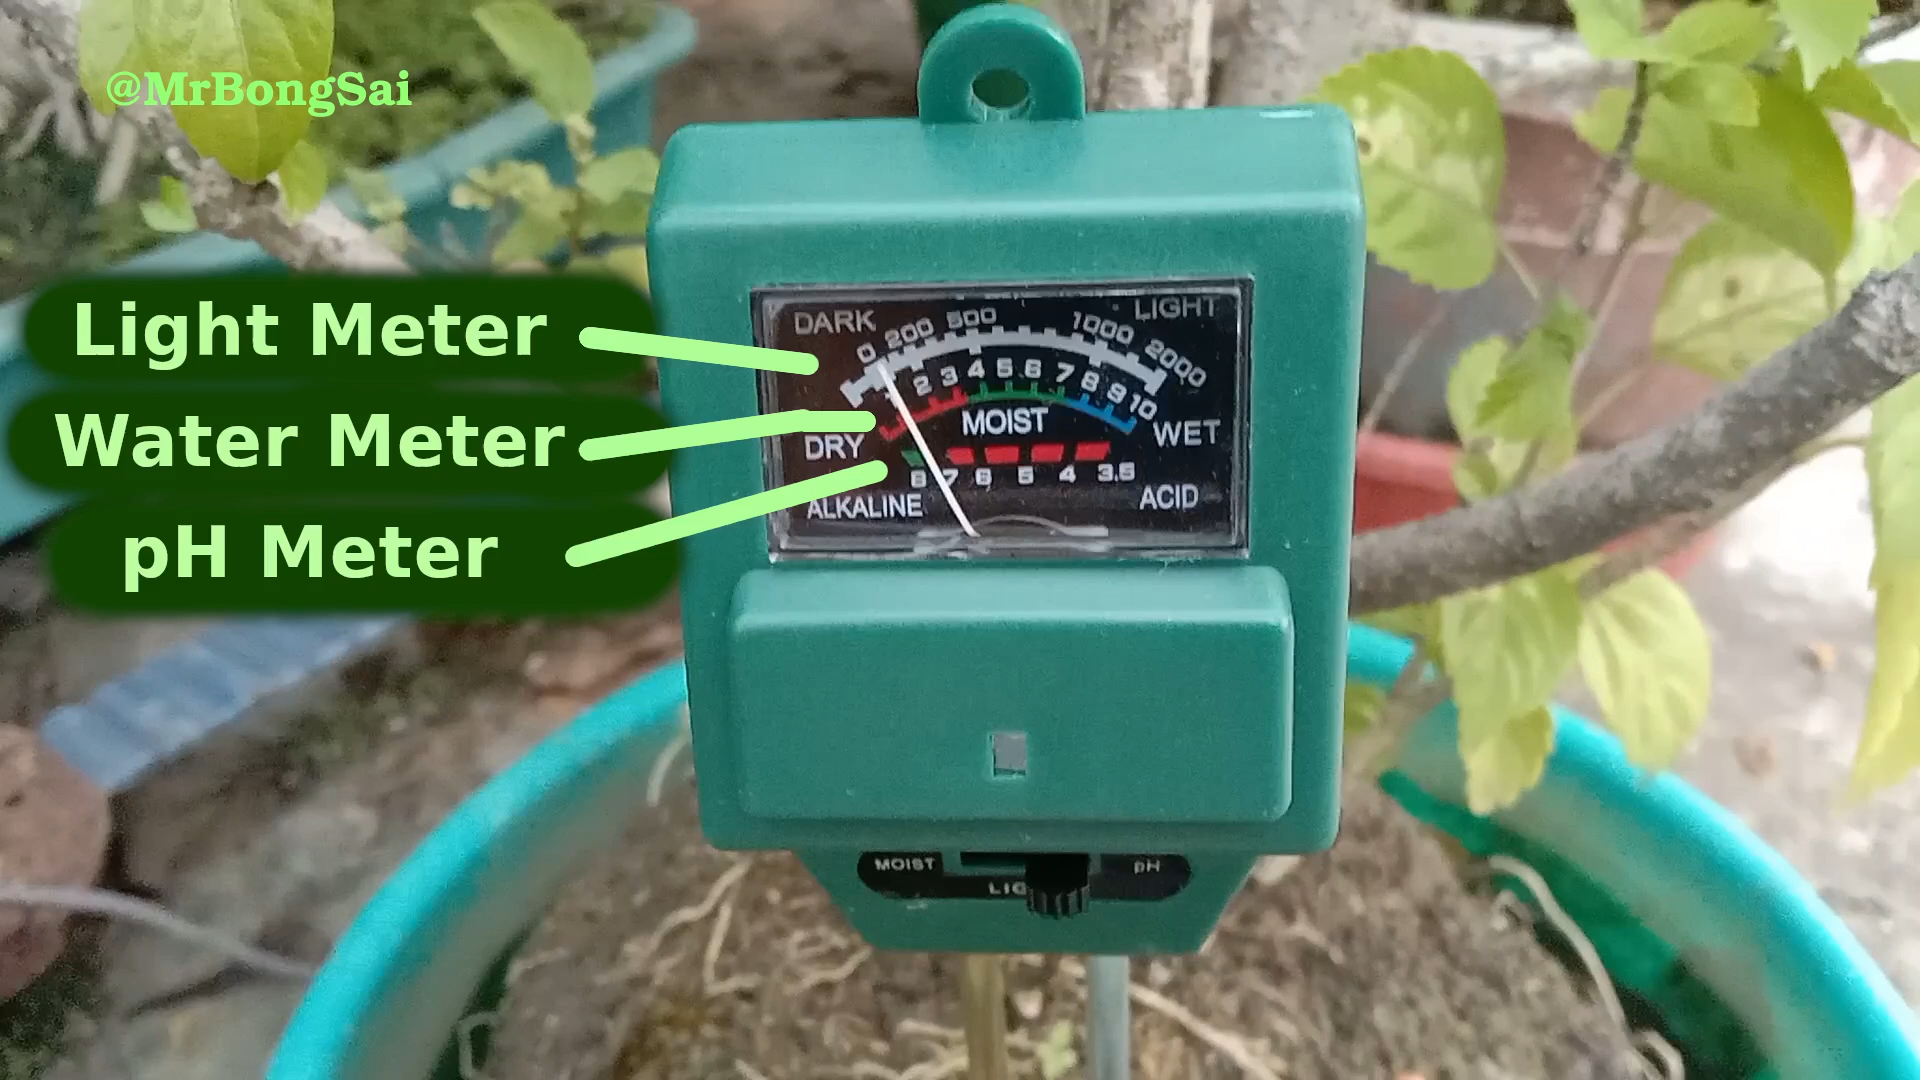 @MrBongSai
DARK LIGHT
0 200 500 1000 2000
Light Meter
2 3 4 5 6 7 8 9 10
Water Meter
MOIST
DRY WET
8 7 6 5 4 3.5
ALKALINE ACID
pH Meter
MOIST pH